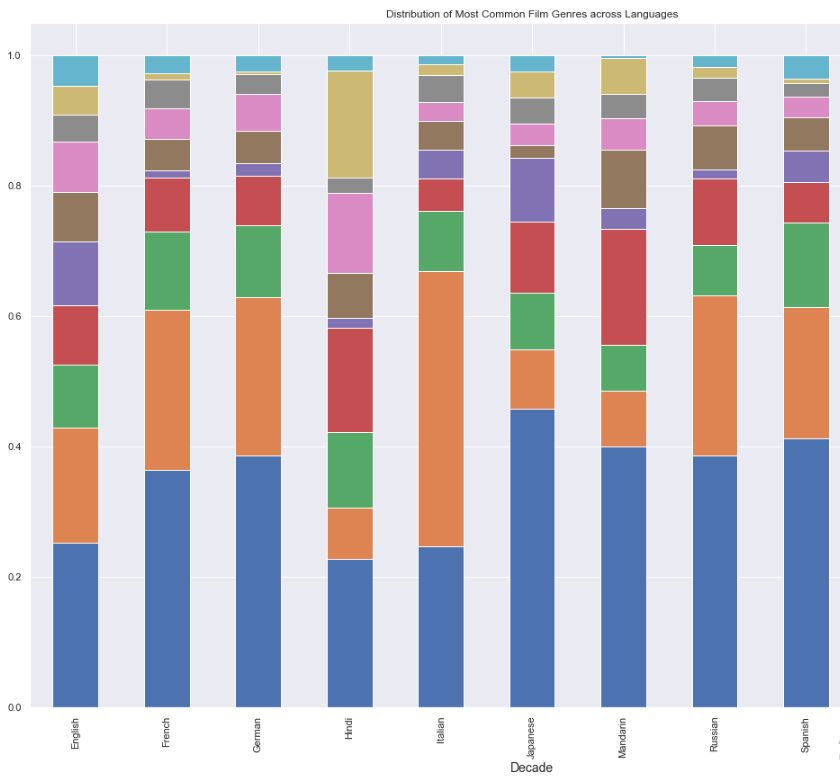 Distribution of Most Common Film Genres across Languages
1.0
0.8
0.6
0.4
0.2
0.0
English
French
German
Hindi
Italian
Japanese
Mandarin
Russian
Spanish
Decade